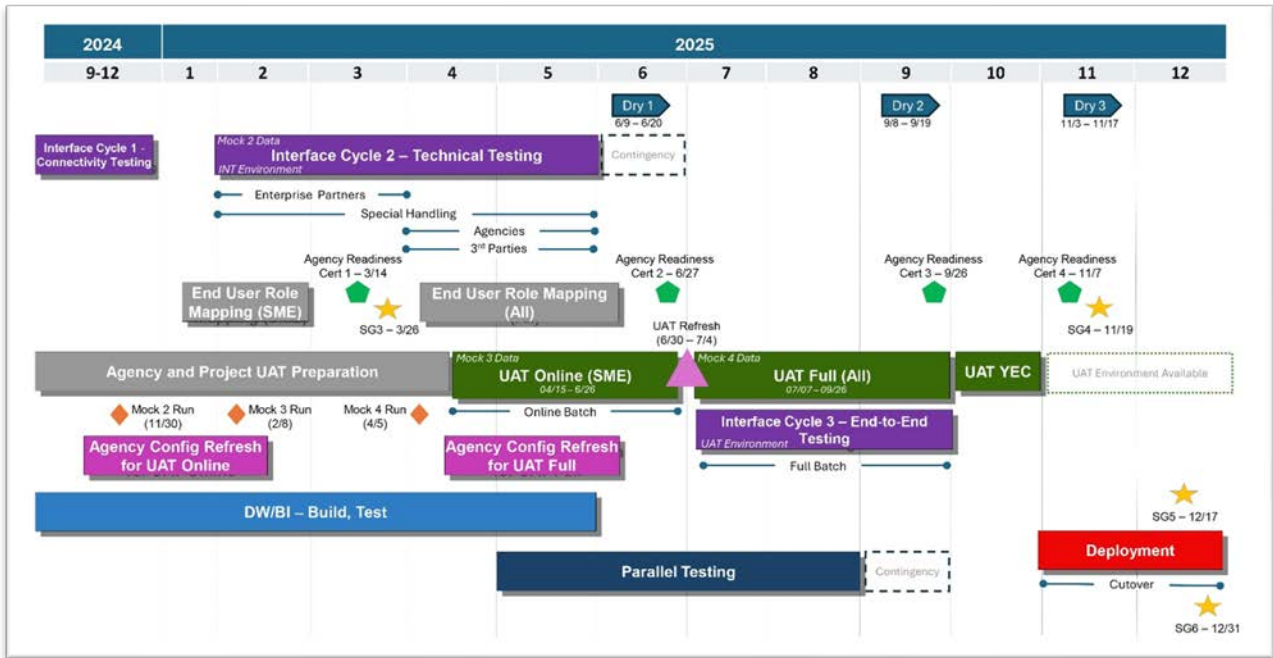 2024
2025
9-12
1
2
3
4
5
6
7
8
9
10
11
12
Dry 1
6/9 – 6/20
Dry 2
9/8 – 9/19
Dry 3
11/3 – 11/17
Interface Cycle 1 -
Connectivity Testing
Mock 2 Data
Interface Cycle 2 – Technical Testing
INT Environment
Contingency
Enterprise Partners
Special Handling
Agencies
3rd Parties
Agency Readiness
Cert 1 – 3/14
Agency Readiness
Cert 2 – 6/27
Agency Readiness
Cert 3 – 9/26
Agency Readiness
Cert 4 – 11/7
End User Role
Mapping (SME)
SG3 – 3/26
End User Role Mapping
(All)
UAT Refresh
(6/30 – 7/4)
SG4 – 11/19
Agency and Project UAT Preparation
Mock 3 Data
UAT Online (SME)
04/15 – 6/26
Mock 4 Data
UAT Full (All)
07/07 – 09/26
UAT YEC
UAT Environment Available
Mock 2 Run
(11/30)
Mock 3 Run
(2/8)
Mock 4 Run
(4/5)
Online Batch
Agency Config Refresh
for UAT Online
Agency Config Refresh
for UAT Full
Interface Cycle 3 – End-to-End
Testing
UAT Environment
Full Batch
DW/BI – Build, Test
SG5 – 12/17
Parallel Testing
Contingency
Deployment
Cutover
SG6 – 12/31